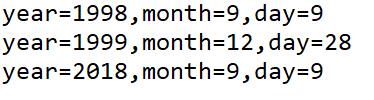 year=1998,month=9,day=9
year=1999,month=12,day=28
year=2018,month=9,day=9